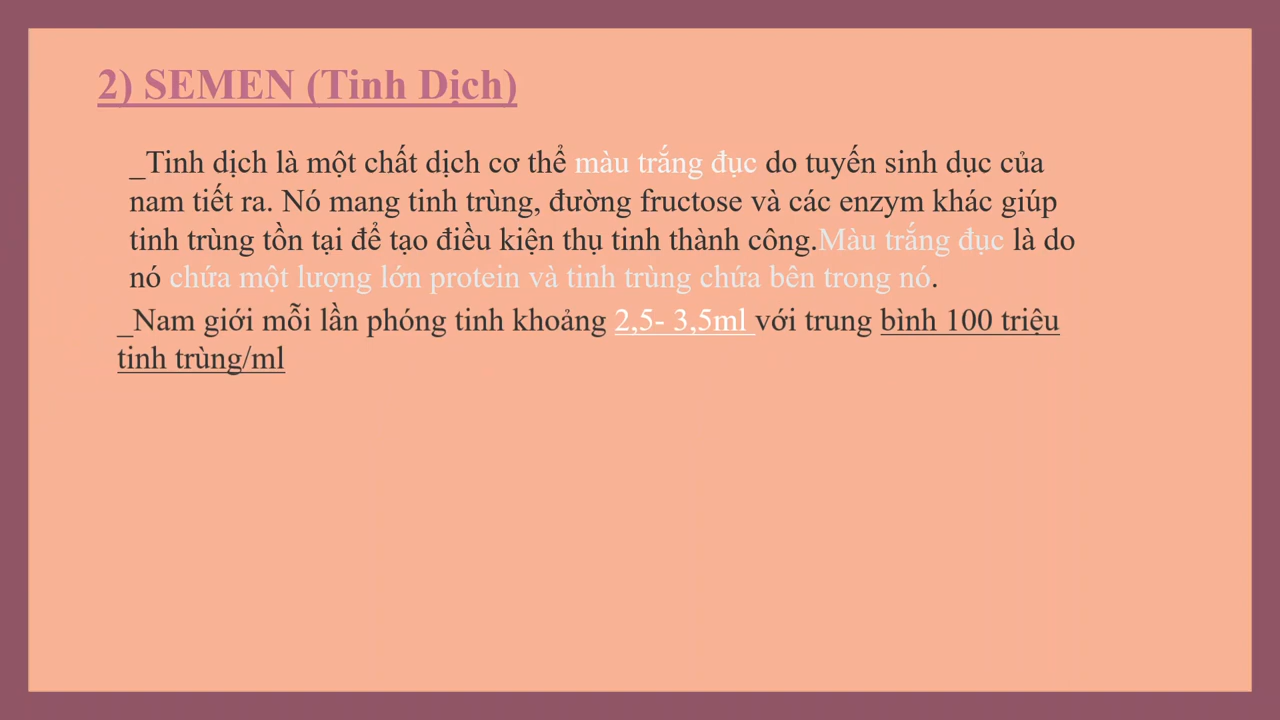 2) SEMEN (Tinh Dịch)
_Tinh dịch là một chất dịch cơ thể màu trắng đục do tuyến sinh dục của
nam tiết ra. Nó mang tinh trùng, đường fructose và các enzym khác giúp
tinh trùng tồn tại để tạo điều kiện thụ tinh thành công.Màu trắng đục là do
nó chứa một lượng lớn protein và tinh trùng chứa bên trong nó.
_Nam giới mỗi lần phóng tinh khoảng 2,5- 3,5ml với trung bình 100 triệu
tinh trùng/ml